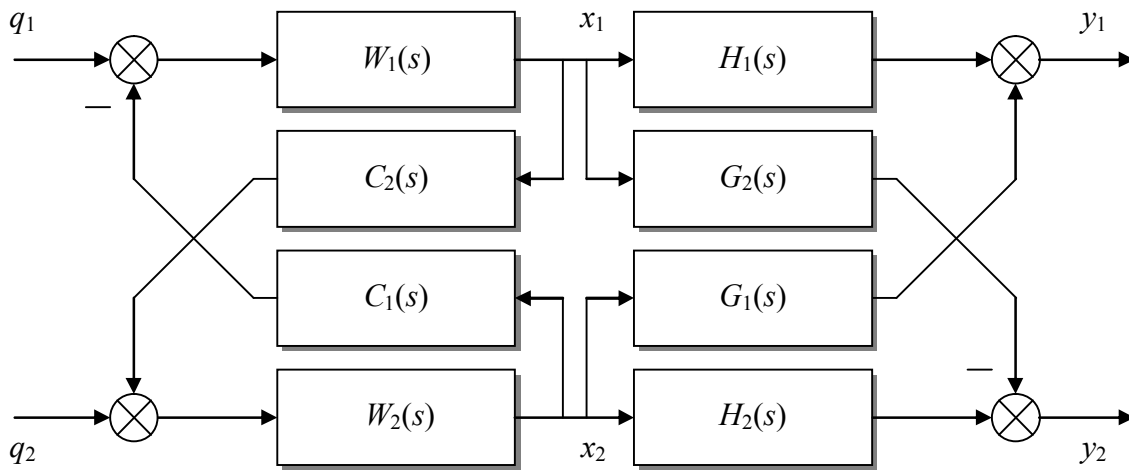 q₁ x₁ y₁
W₁(s) H₁(s)
–
C₂(s) G₂(s)
C₁(s) G₁(s)
–
W₂(s) H₂(s)
q₂ x₂ y₂